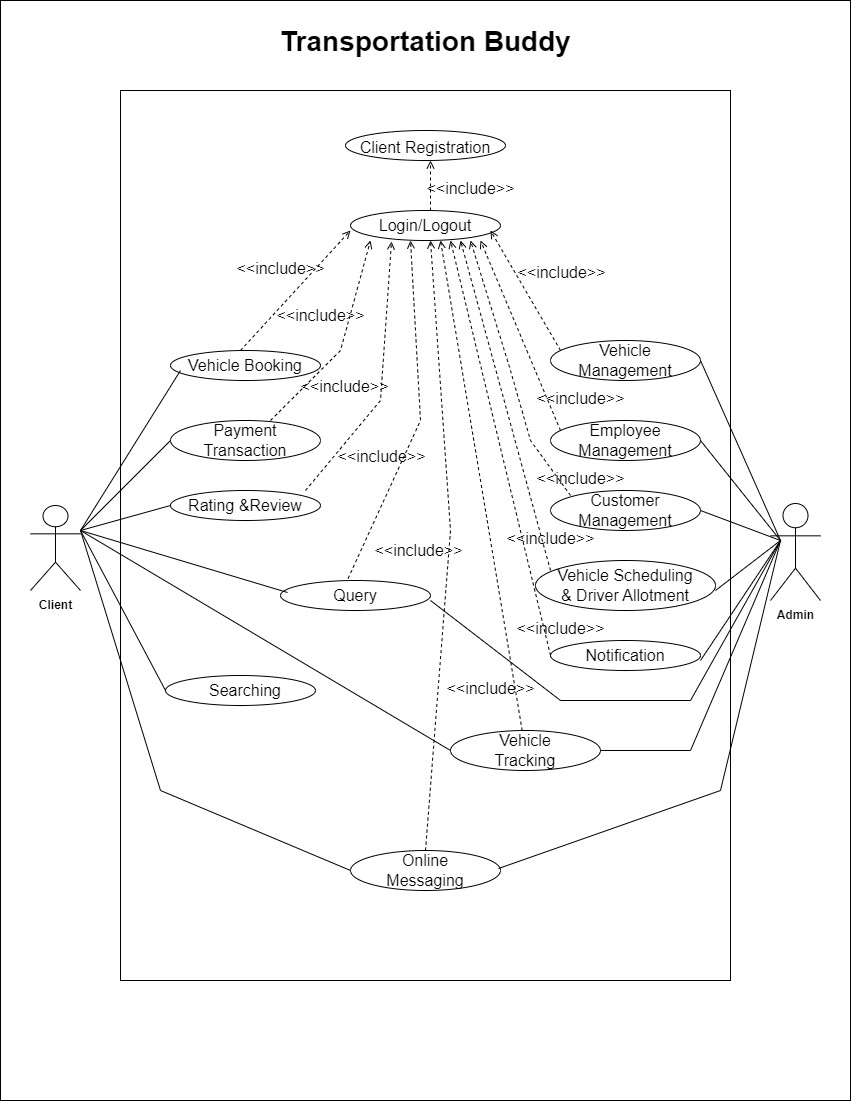 Transportation Buddy
Client Registration
<<include>>
Login/Logout
<<include>>
<<include>>
<<include>>
Vehicle
Management
Vehicle Booking
<<include>>
<<include>>
Payment
Transaction
Employee
Management
<<include>>
<<include>>
Rating &Review
Customer
Management
<<include>>
<<include>>
Vehicle Scheduling
& Driver Allotment
Query
Client
Admin
<<include>>
Notification
Searching
<<include>>
Vehicle
Tracking
Online
Messaging